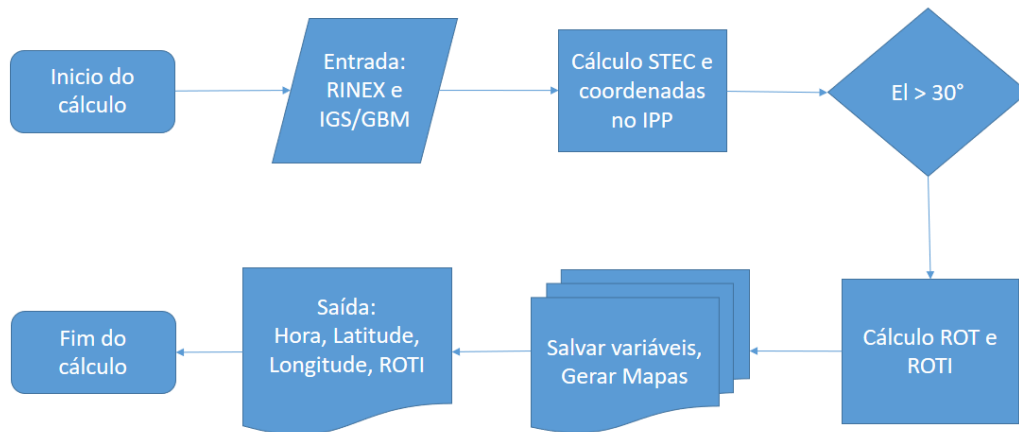 Inicio do
cálculo
Entrada:
RINEX e
IGS/GBM
Cálculo STEC e
coordenadas
no IPP
El > 30°
Cálculo ROT e
ROTI
Salvar variáveis,
Gerar Mapas
Saída:
Hora, Latitude,
Longitude, ROTI
Fim do
cálculo